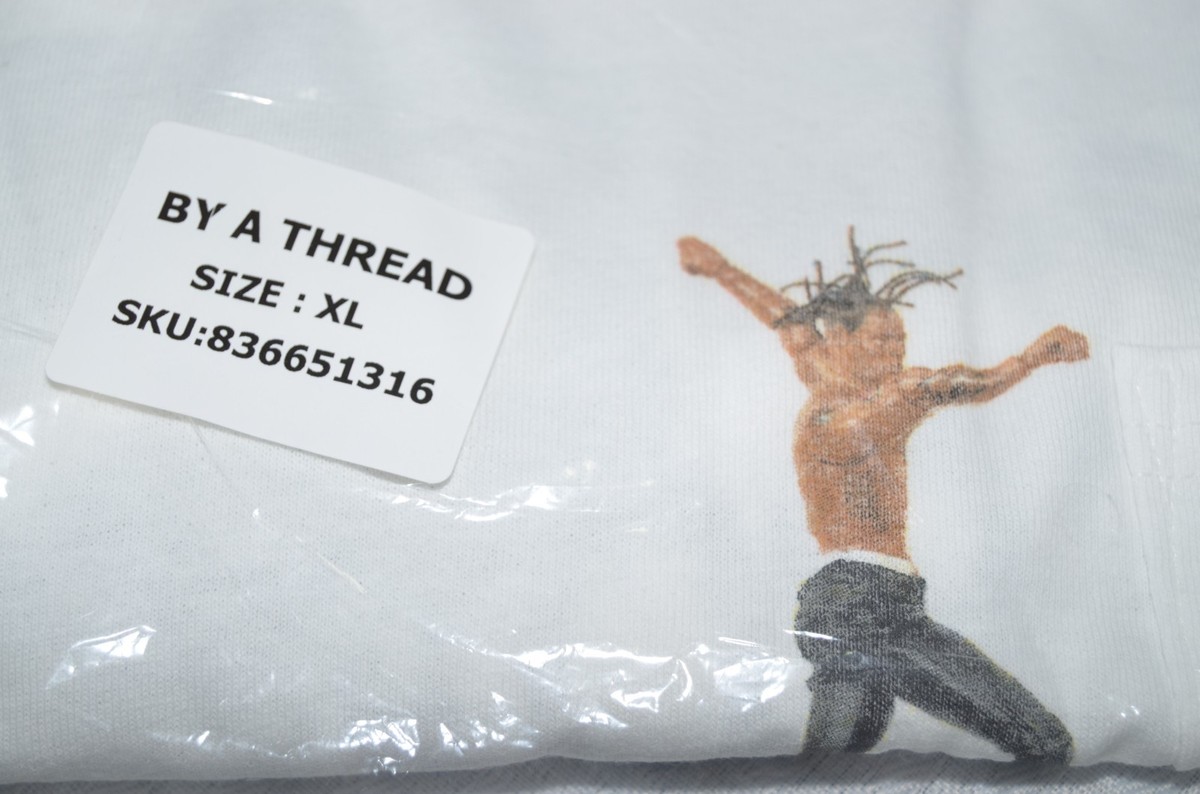 BY A THREAD
SIZE : XL
SKU:836651316